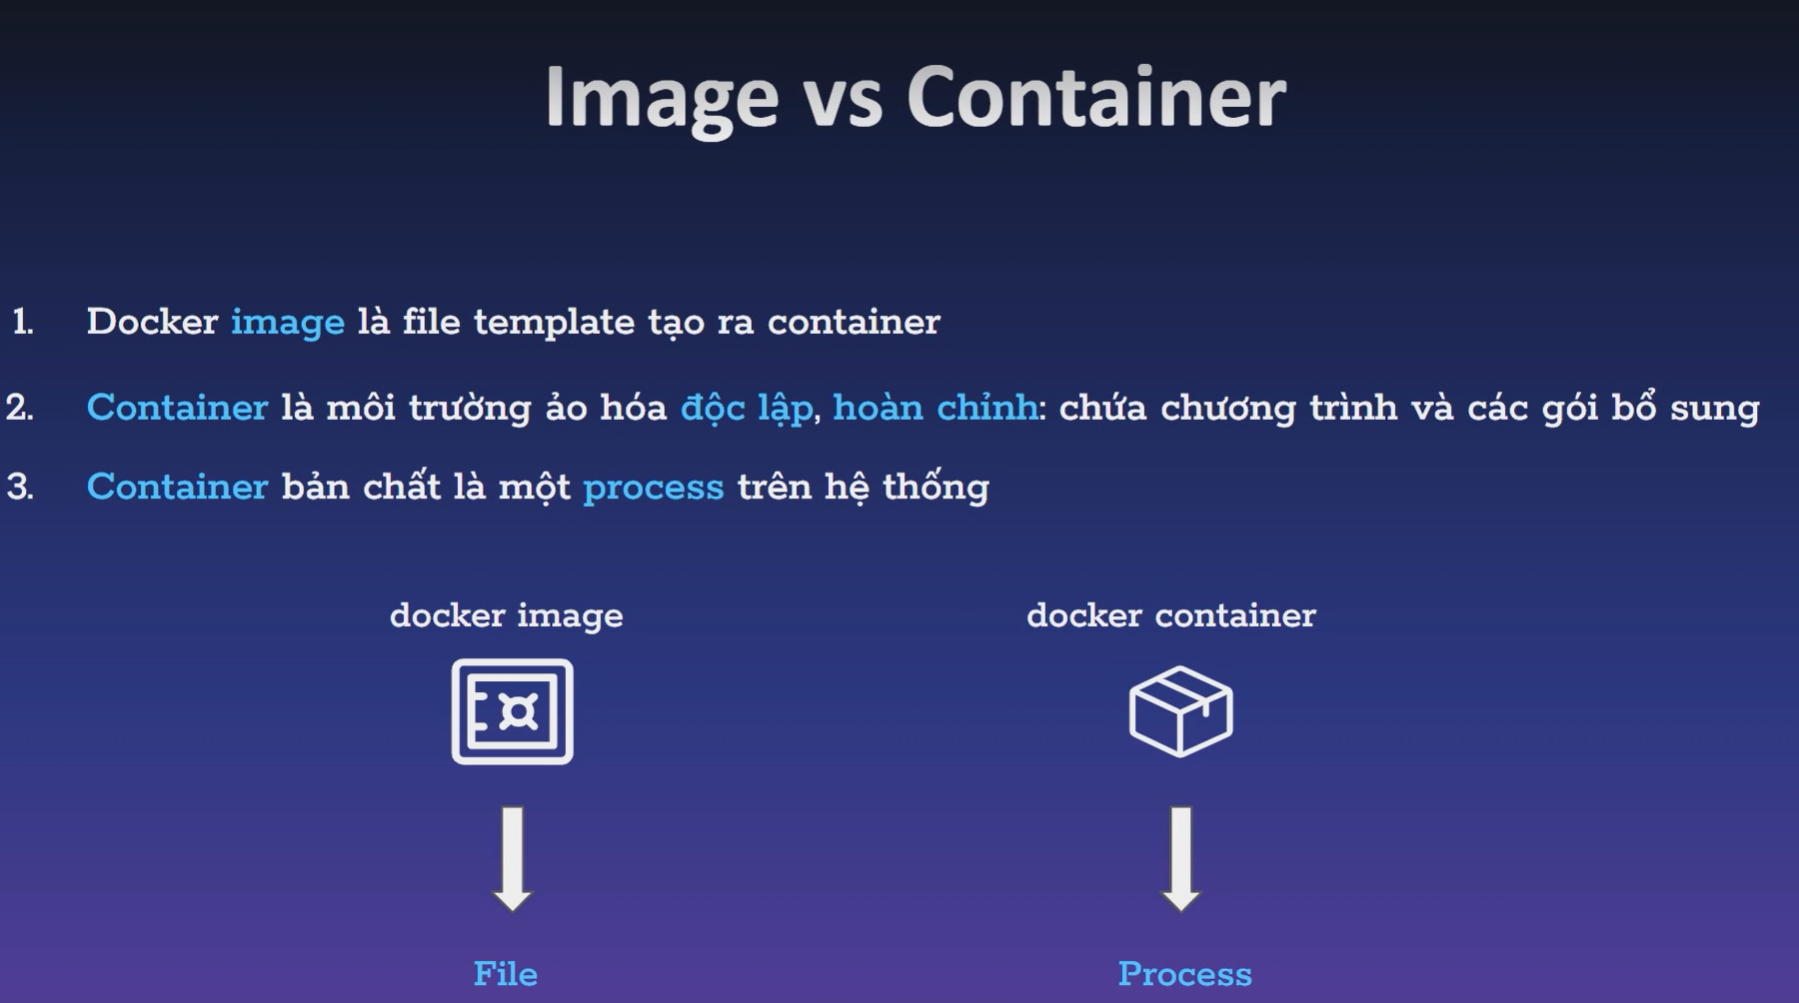 Image vs Container
1. Docker image là file template tạo ra container
2. Container là môi trường ảo hóa độc lập, hoàn chỉnh: chứa chương trình và các gói bổ sung
3. Container bản chất là một process trên hệ thống
docker image
docker container
File
Process